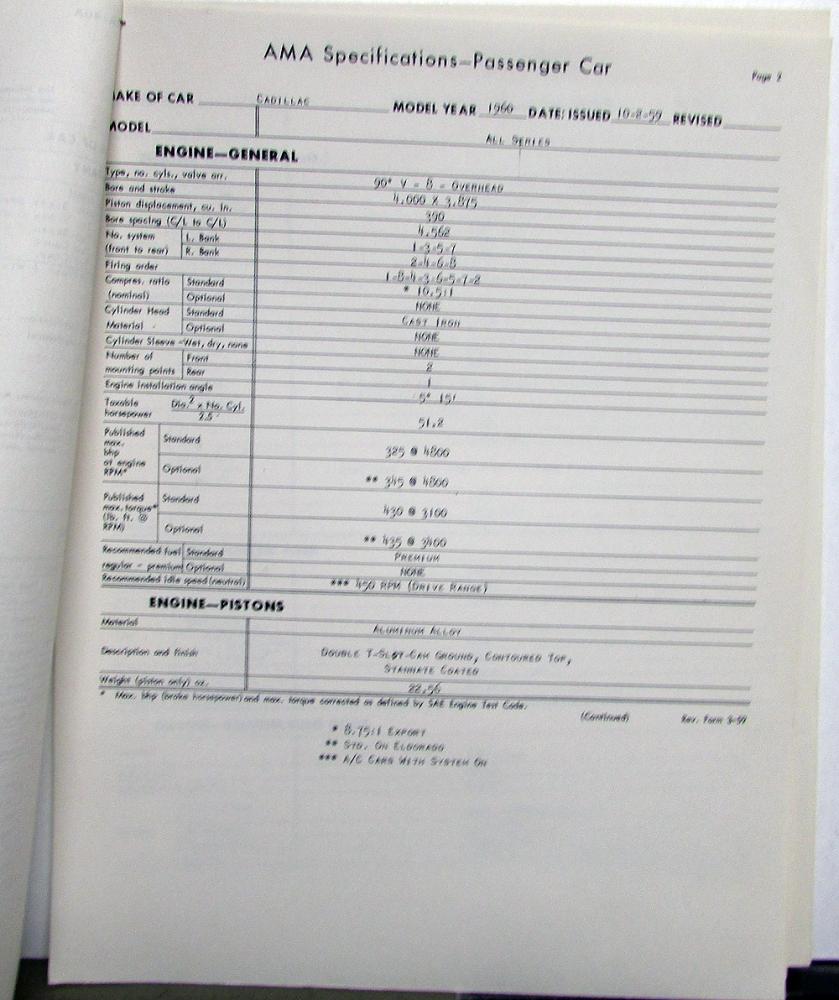 AMA Specifications—Passenger Car
Page 2
MAKE OF CAR CADILLAC MODEL YEAR 1960 DATE: ISSUED 10-8-59 REVISED
MODEL ALL SERIES
ENGINE—GENERAL
Type, no. cyls., valve arr. 90° V - 8 - OVERHEAD
Bore and stroke 4.000 X 3.875
Piston displacement, cu. in. 390
Bore spacing (C/L to C/L) 4.562
No. system (front to rear) L. Bank 1-3-5-7
R. Bank 2-4-6-8
Firing order 1-8-4-3-6-5-7-2
Compres. ratio (nominal) Standard * 10.5:1
Optional NONE
Cylinder Head Material Standard CAST IRON
Optional NONE
Cylinder Sleeve-Wet, dry, none NONE
Number of mounting points Front 2
Rear 1
Engine installation angle 5° 15'
Taxable horsepower Dia.² x No. Cyl. / 2.5 51.2
Published max. bhp at engine RPM* Standard 325 @ 4800
Optional ** 345 @ 4800
Published max. torque* (lb. ft. @ RPM) Standard 430 @ 3100
Optional ** 435 @ 3400
Recommended fuel regular - premium Standard PREMIUM
Optional NONE
Recommended idle speed (neutral) *** 450 RPM (DRIVE RANGE)
ENGINE—PISTONS
Material ALUMINUM ALLOY
Description and finish DOUBLE T-SLOT-CAM GROUND, CONTOURED TOP,
STANNATE COATED
Weight (piston only) oz. 22.56
* Max. bhp (brake horsepower) and max. torque corrected as defined by SAE Engine Test Code.
(Continued) Rev. Form 3-59
* 8.75:1 EXPORT
** STD. ON ELDORADO
*** A/C CARS WITH SYSTEM ON